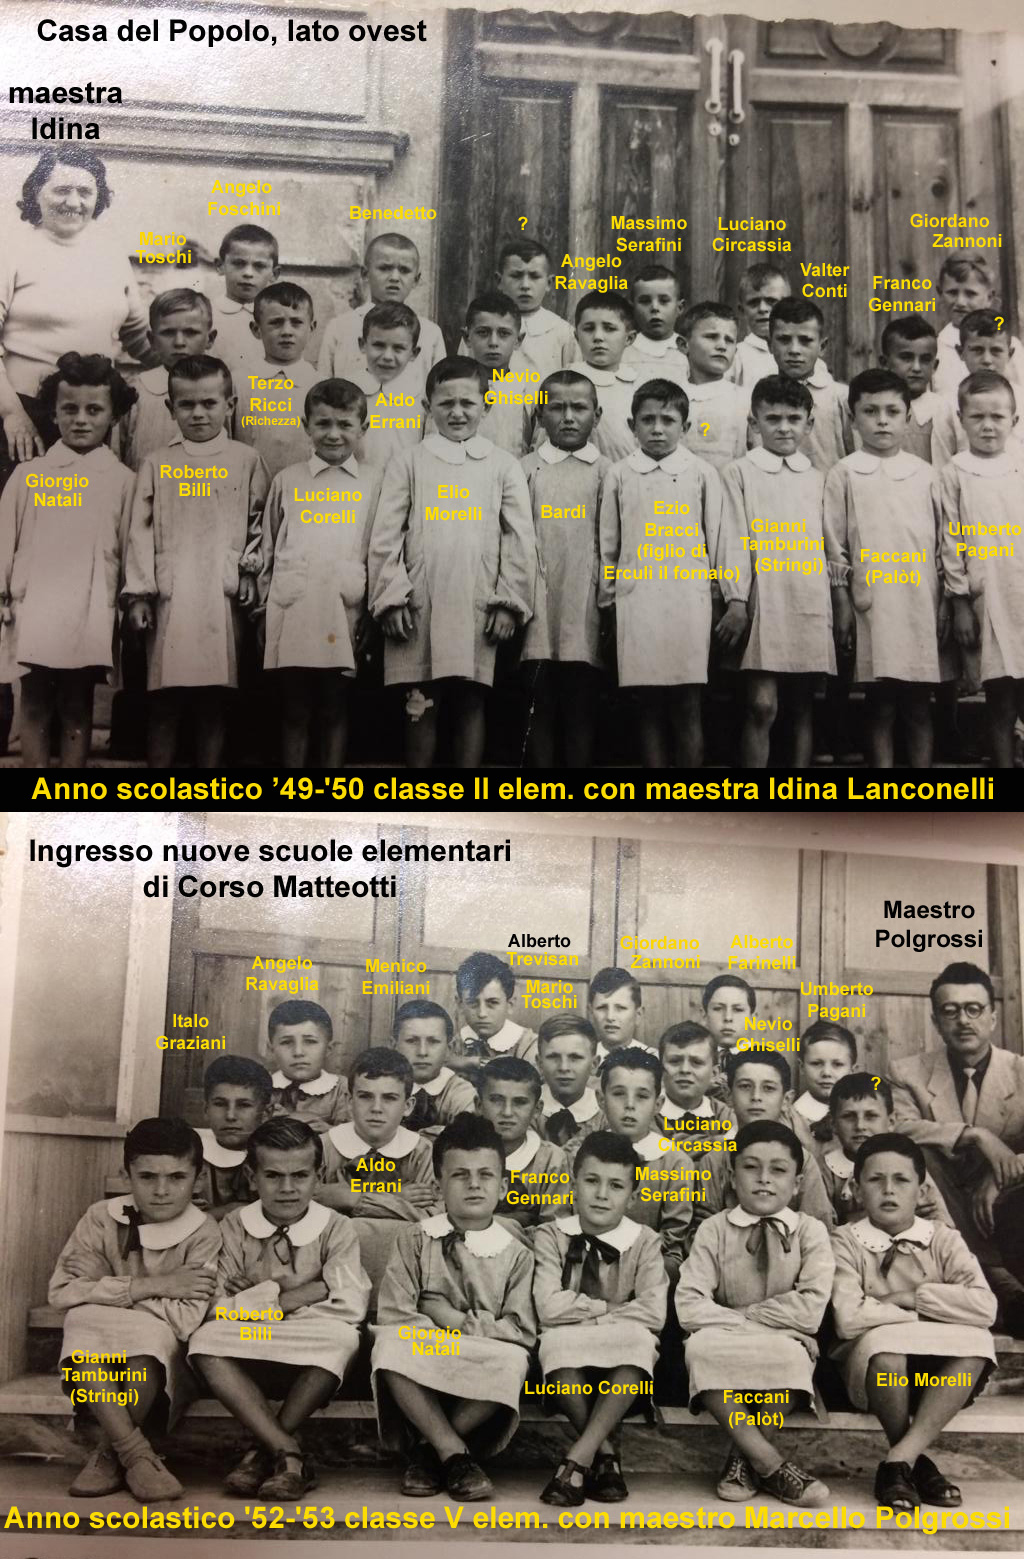 Casa del Popolo, lato ovest
maestra
Idina
Angelo
Foschini
Benedetto
?
Massimo
Serafini
Luciano
Circassia
Giordano
Zannoni
Mario
Toschi
Angelo
Ravaglia
Valter
Conti
Franco
Gennari
?
Terzo
Ricci
(Richezza)
Aldo
Errani
Nevio
Ghiselli
?
Giorgio
Natali
Roberto
Billi
Luciano
Corelli
Elio
Morelli
Bardi
Ezio
Bracci
(figlio di
Erculì il fornaio)
Gianni
Tamburini
(Stringi)
Faccani
(Palòt)
Umberto
Pagani
Anno scolastico ’49-'50 classe II elem. con maestra Idina Lanconelli
Ingresso nuove scuole elementari
di Corso Matteotti
Maestro
Polgrossi
Alberto
Trevisan
Giordano
Zannoni
Alberto
Farinelli
Angelo
Ravaglia
Menico
Emiliani
Mario
Toschi
Umberto
Pagani
Italo
Graziani
Nevio
Ghiselli
?
Luciano
Circassia
Aldo
Errani
Franco
Gennari
Massimo
Serafini
Roberto
Billi
Giorgio
Natali
Gianni
Tamburini
(Stringi)
Luciano Corelli
Faccani
(Palòt)
Elio Morelli
Anno scolastico '52-'53 classe V elem. con maestro Marcello Polgrossi